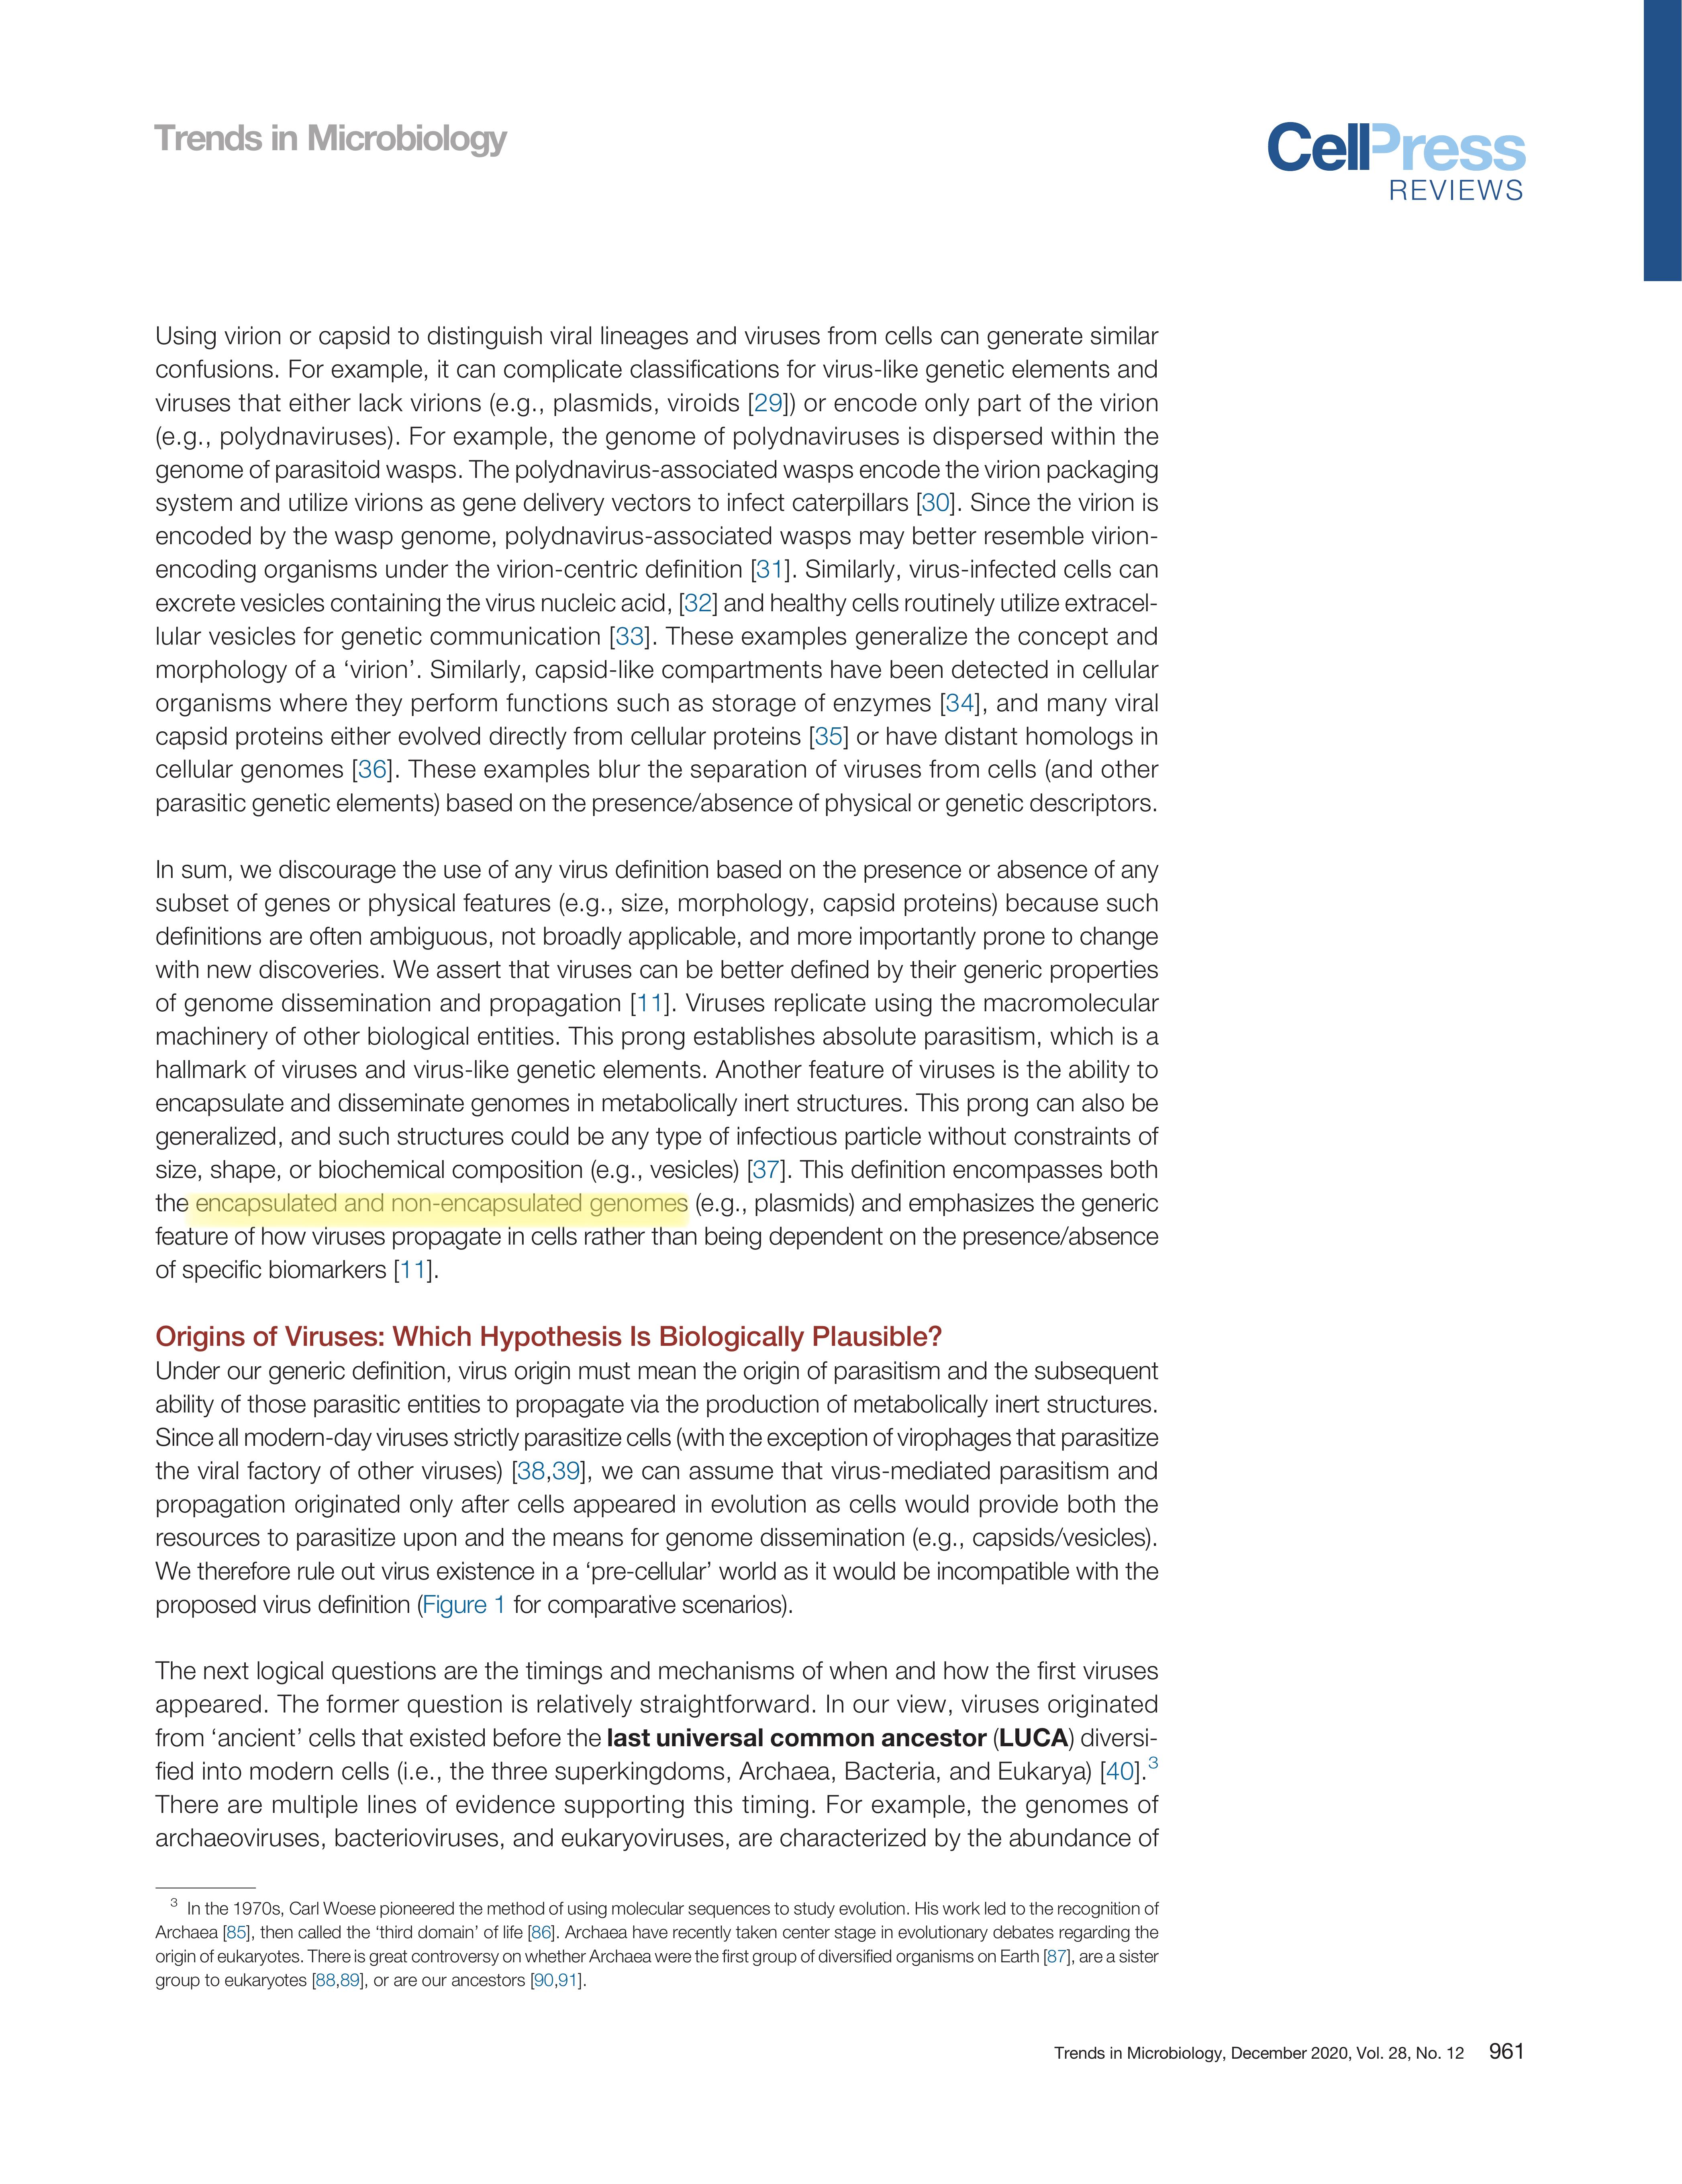 Trends in Microbiology
CellPress
REVIEWS
Using virion or capsid to distinguish viral lineages and viruses from cells can generate similar
confusions. For example, it can complicate classifications for virus-like genetic elements and
viruses that either lack virions (e.g., plasmids, viroids [29]) or encode only part of the virion
(e.g., polydnaviruses). For example, the genome of polydnaviruses is dispersed within the
genome of parasitoid wasps. The polydnavirus-associated wasps encode the virion packaging
system and utilize virions as gene delivery vectors to infect caterpillars [30]. Since the virion is
encoded by the wasp genome, polydnavirus-associated wasps may better resemble virion-
encoding organisms under the virion-centric definition [31]. Similarly, virus-infected cells can
excrete vesicles containing the virus nucleic acid, [32] and healthy cells routinely utilize extracel-
lular vesicles for genetic communication [33]. These examples generalize the concept and
morphology of a ‘virion’. Similarly, capsid-like compartments have been detected in cellular
organisms where they perform functions such as storage of enzymes [34], and many viral
capsid proteins either evolved directly from cellular proteins [35] or have distant homologs in
cellular genomes [36]. These examples blur the separation of viruses from cells (and other
parasitic genetic elements) based on the presence/absence of physical or genetic descriptors.
In sum, we discourage the use of any virus definition based on the presence or absence of any
subset of genes or physical features (e.g., size, morphology, capsid proteins) because such
definitions are often ambiguous, not broadly applicable, and more importantly prone to change
with new discoveries. We assert that viruses can be better defined by their generic properties
of genome dissemination and propagation [11]. Viruses replicate using the macromolecular
machinery of other biological entities. This prong establishes absolute parasitism, which is a
hallmark of viruses and virus-like genetic elements. Another feature of viruses is the ability to
encapsulate and disseminate genomes in metabolically inert structures. This prong can also be
generalized, and such structures could be any type of infectious particle without constraints of
size, shape, or biochemical composition (e.g., vesicles) [37]. This definition encompasses both
the encapsulated and non-encapsulated genomes (e.g., plasmids) and emphasizes the generic
feature of how viruses propagate in cells rather than being dependent on the presence/absence
of specific biomarkers [11].
Origins of Viruses: Which Hypothesis Is Biologically Plausible?
Under our generic definition, virus origin must mean the origin of parasitism and the subsequent
ability of those parasitic entities to propagate via the production of metabolically inert structures.
Since all modern-day viruses strictly parasitize cells (with the exception of virophages that parasitize
the viral factory of other viruses) [38,39], we can assume that virus-mediated parasitism and
propagation originated only after cells appeared in evolution as cells would provide both the
resources to parasitize upon and the means for genome dissemination (e.g., capsids/vesicles).
We therefore rule out virus existence in a ‘pre-cellular’ world as it would be incompatible with the
proposed virus definition (Figure 1 for comparative scenarios).
The next logical questions are the timings and mechanisms of when and how the first viruses
appeared. The former question is relatively straightforward. In our view, viruses originated
from ‘ancient’ cells that existed before the last universal common ancestor (LUCA) diversi-
fied into modern cells (i.e., the three superkingdoms, Archaea, Bacteria, and Eukarya) [40].3
There are multiple lines of evidence supporting this timing. For example, the genomes of
archaeoviruses, bacterioviruses, and eukaryoviruses, are characterized by the abundance of
3 In the 1970s, Carl Woese pioneered the method of using molecular sequences to study evolution. His work led to the recognition of
Archaea [85], then called the ‘third domain’ of life [86]. Archaea have recently taken center stage in evolutionary debates regarding the
origin of eukaryotes. There is great controversy on whether Archaea were the first group of diversified organisms on Earth [87], are a sister
group to eukaryotes [88,89], or are our ancestors [90,91].
Trends in Microbiology, December 2020, Vol. 28, No. 12 961